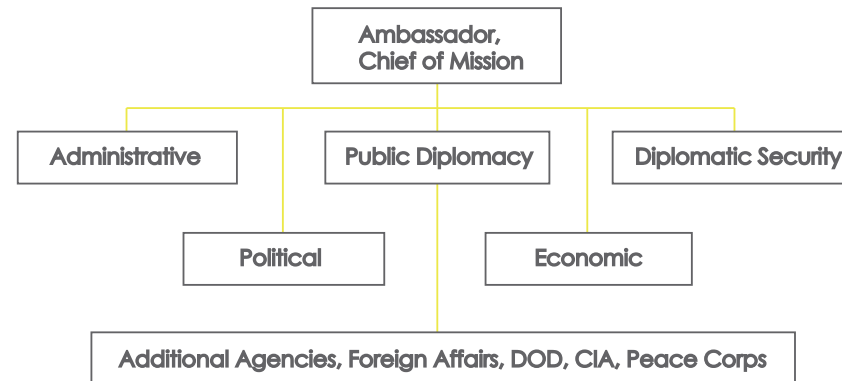 Ambassador,
Chief of Mission
Administrative
Public Diplomacy
Diplomatic Security
Political
Economic
Additional Agencies, Foreign Affairs, DOD, CIA, Peace Corps